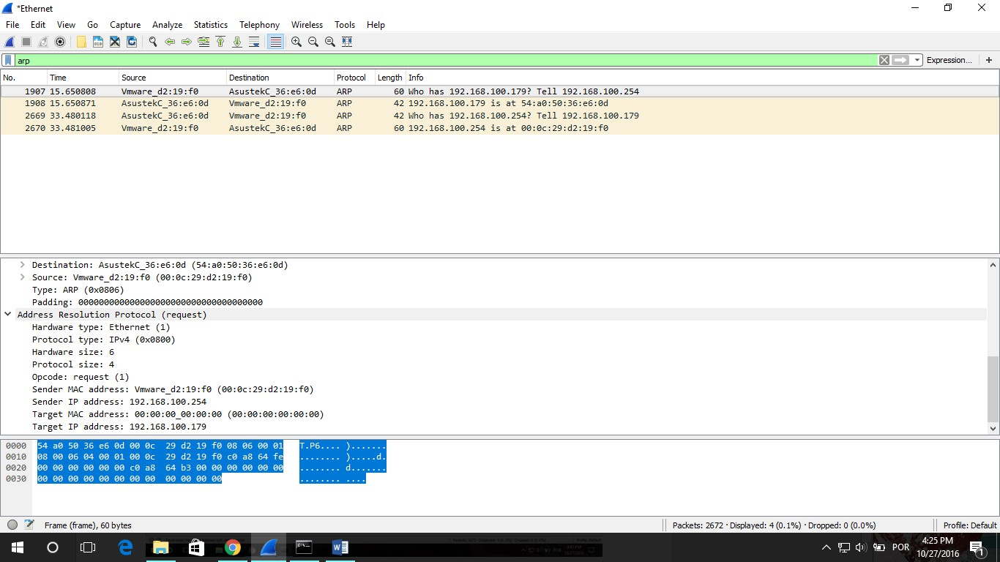 *Ethernet
File Edit View Go Capture Analyze Statistics Telephony Wireless Tools Help
arp Expression... +
No. Time Source Destination Protocol Length Info
1907 15.650808 Vmware_d2:19:f0 AsustekC_36:e6:0d ARP 60 Who has 192.168.100.179? Tell 192.168.100.254
1908 15.650871 AsustekC_36:e6:0d Vmware_d2:19:f0 ARP 42 192.168.100.179 is at 54:a0:50:36:e6:0d
2669 33.480118 AsustekC_36:e6:0d Vmware_d2:19:f0 ARP 42 Who has 192.168.100.254? Tell 192.168.100.179
2670 33.481005 Vmware_d2:19:f0 AsustekC_36:e6:0d ARP 60 192.168.100.254 is at 00:0c:29:d2:19:f0
Destination: AsustekC_36:e6:0d (54:a0:50:36:e6:0d)
Source: Vmware_d2:19:f0 (00:0c:29:d2:19:f0)
Type: ARP (0x0806)
Padding: 000000000000000000000000000000000000
Address Resolution Protocol (request)
Hardware type: Ethernet (1)
Protocol type: IPv4 (0x0800)
Hardware size: 6
Protocol size: 4
Opcode: request (1)
Sender MAC address: Vmware_d2:19:f0 (00:0c:29:d2:19:f0)
Sender IP address: 192.168.100.254
Target MAC address: 00:00:00_00:00:00 (00:00:00:00:00:00)
Target IP address: 192.168.100.179
0000 54 a0 50 36 e6 0d 00 0c 29 d2 19 f0 08 06 00 01 T.P6.... ).......
0010 08 00 06 04 00 01 00 0c 29 d2 19 f0 c0 a8 64 fe ........ ).....d.
0020 00 00 00 00 00 00 c0 a8 64 b3 00 00 00 00 00 00 ........ d.......
0030 00 00 00 00 00 00 00 00 00 00 00 00 ........ ....
Frame (frame), 60 bytes Packets: 2672 · Displayed: 4 (0.1%) · Dropped: 0 (0.0%) Profile: Default
POR 4:25 PM
10/27/2016 1